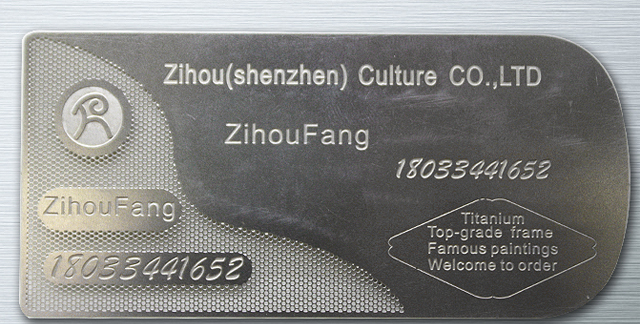 Zihou(shenzhen) Culture CO.,LTD
ZihouFang
18033441652
ZihouFang
18033441652
Titanium
Top-grade frame
Famous paintings
Welcome to order